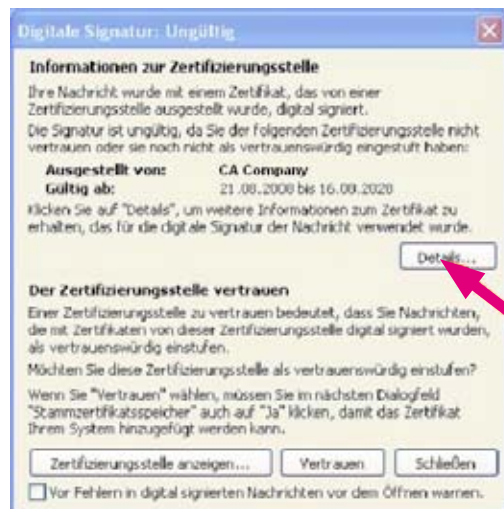 Digitale Signatur: Ungültig
Informationen zur Zertifizierungsstelle
Ihre Nachricht wurde mit einem Zertifikat, das von einer
Zertifizierungsstelle ausgestellt wurde, digital signiert.
Die Signatur ist ungültig, da Sie der folgenden Zertifizierungsstelle nicht
vertrauen oder sie noch nicht als vertrauenswürdig eingestuft haben:
Ausgestellt von: CA Company
Gültig ab: 21.08.2008 bis 16.08.2028
Klicken Sie auf "Details", um weitere Informationen zum Zertifikat zu
erhalten, das für die digitale Signatur der Nachricht verwendet wurde.
Details...
Der Zertifizierungsstelle vertrauen
Einer Zertifizierungsstelle zu vertrauen bedeutet, dass Sie Nachrichten,
die mit Zertifikaten von dieser Zertifizierungsstelle digital signiert wurden,
als vertrauenswürdig einstufen.
Möchten Sie diese Zertifizierungsstelle als vertrauenswürdig einstufen?
Wenn Sie "Vertrauen" wählen, müssen Sie im nächsten Dialogfeld
"Stammzertifikatsspeicher" auch auf "Ja" klicken, damit das Zertifikat
Ihrem System hinzugefügt werden kann.
Zertifizierungsstelle anzeigen... Vertrauen Schließen
Vor Fehlern in digital signierten Nachrichten vor dem Öffnen warnen.